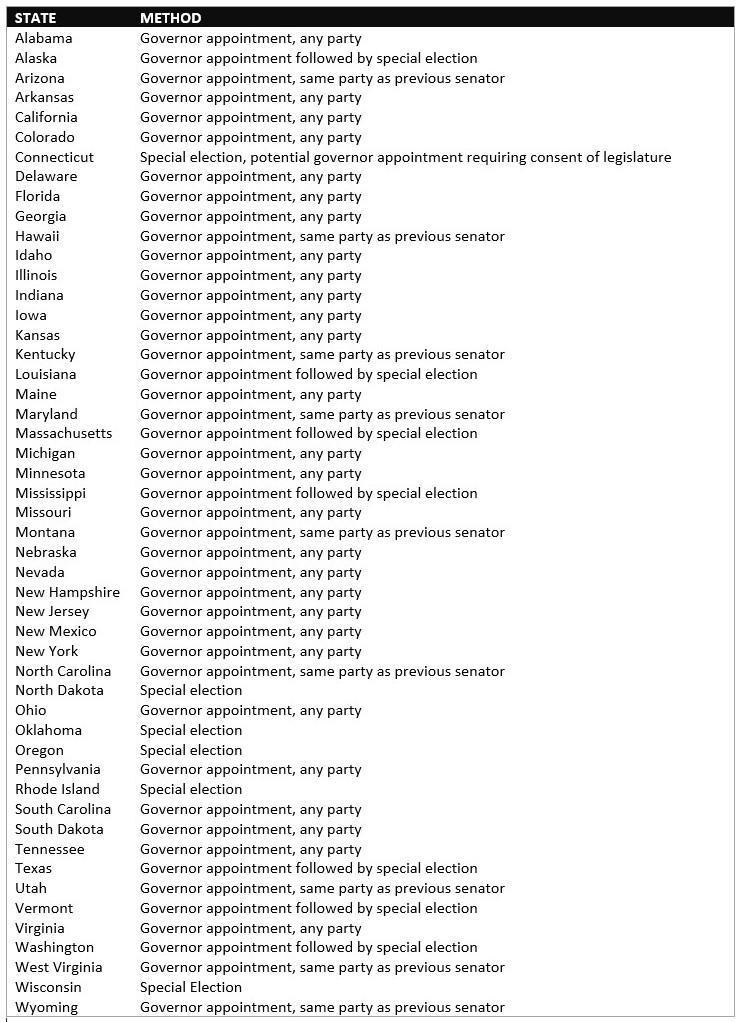 STATE METHOD
Alabama Governor appointment, any party
Alaska Governor appointment followed by special election
Arizona Governor appointment, same party as previous senator
Arkansas Governor appointment, any party
California Governor appointment, any party
Colorado Governor appointment, any party
Connecticut Special election, potential governor appointment requiring consent of legislature
Delaware Governor appointment, any party
Florida Governor appointment, any party
Georgia Governor appointment, any party
Hawaii Governor appointment, same party as previous senator
Idaho Governor appointment, any party
Illinois Governor appointment, any party
Indiana Governor appointment, any party
Iowa Governor appointment, any party
Kansas Governor appointment, any party
Kentucky Governor appointment, same party as previous senator
Louisiana Governor appointment followed by special election
Maine Governor appointment, any party
Maryland Governor appointment, same party as previous senator
Massachusetts Governor appointment followed by special election
Michigan Governor appointment, any party
Minnesota Governor appointment, any party
Mississippi Governor appointment followed by special election
Missouri Governor appointment, any party
Montana Governor appointment, same party as previous senator
Nebraska Governor appointment, any party
Nevada Governor appointment, any party
New Hampshire Governor appointment, any party
New Jersey Governor appointment, any party
New Mexico Governor appointment, any party
New York Governor appointment, any party
North Carolina Governor appointment, same party as previous senator
North Dakota Special election
Ohio Governor appointment, any party
Oklahoma Special election
Oregon Special election
Pennsylvania Governor appointment, any party
Rhode Island Special election
South Carolina Governor appointment, any party
South Dakota Governor appointment, any party
Tennessee Governor appointment, any party
Texas Governor appointment followed by special election
Utah Governor appointment, same party as previous senator
Vermont Governor appointment followed by special election
Virginia Governor appointment, any party
Washington Governor appointment followed by special election
West Virginia Governor appointment, same party as previous senator
Wisconsin Special Election
Wyoming Governor appointment, same party as previous senator